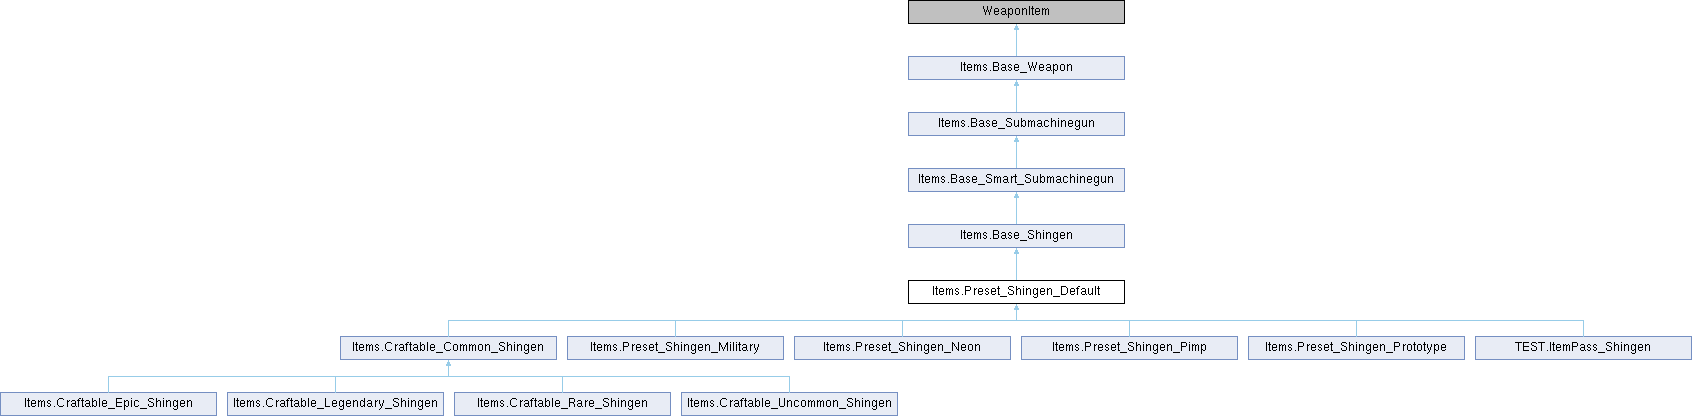 WeaponItem
Items.Base_Weapon
Items.Base_Submachinegun
Items.Base_Smart_Submachinegun
Items.Base_Shingen
Items.Preset_Shingen_Default
Items.Craftable_Common_Shingen
Items.Preset_Shingen_Military
Items.Preset_Shingen_Neon
Items.Preset_Shingen_Pimp
Items.Preset_Shingen_Prototype
TEST.ItemPass_Shingen
Items.Craftable_Epic_Shingen
Items.Craftable_Legendary_Shingen
Items.Craftable_Rare_Shingen
Items.Craftable_Uncommon_Shingen